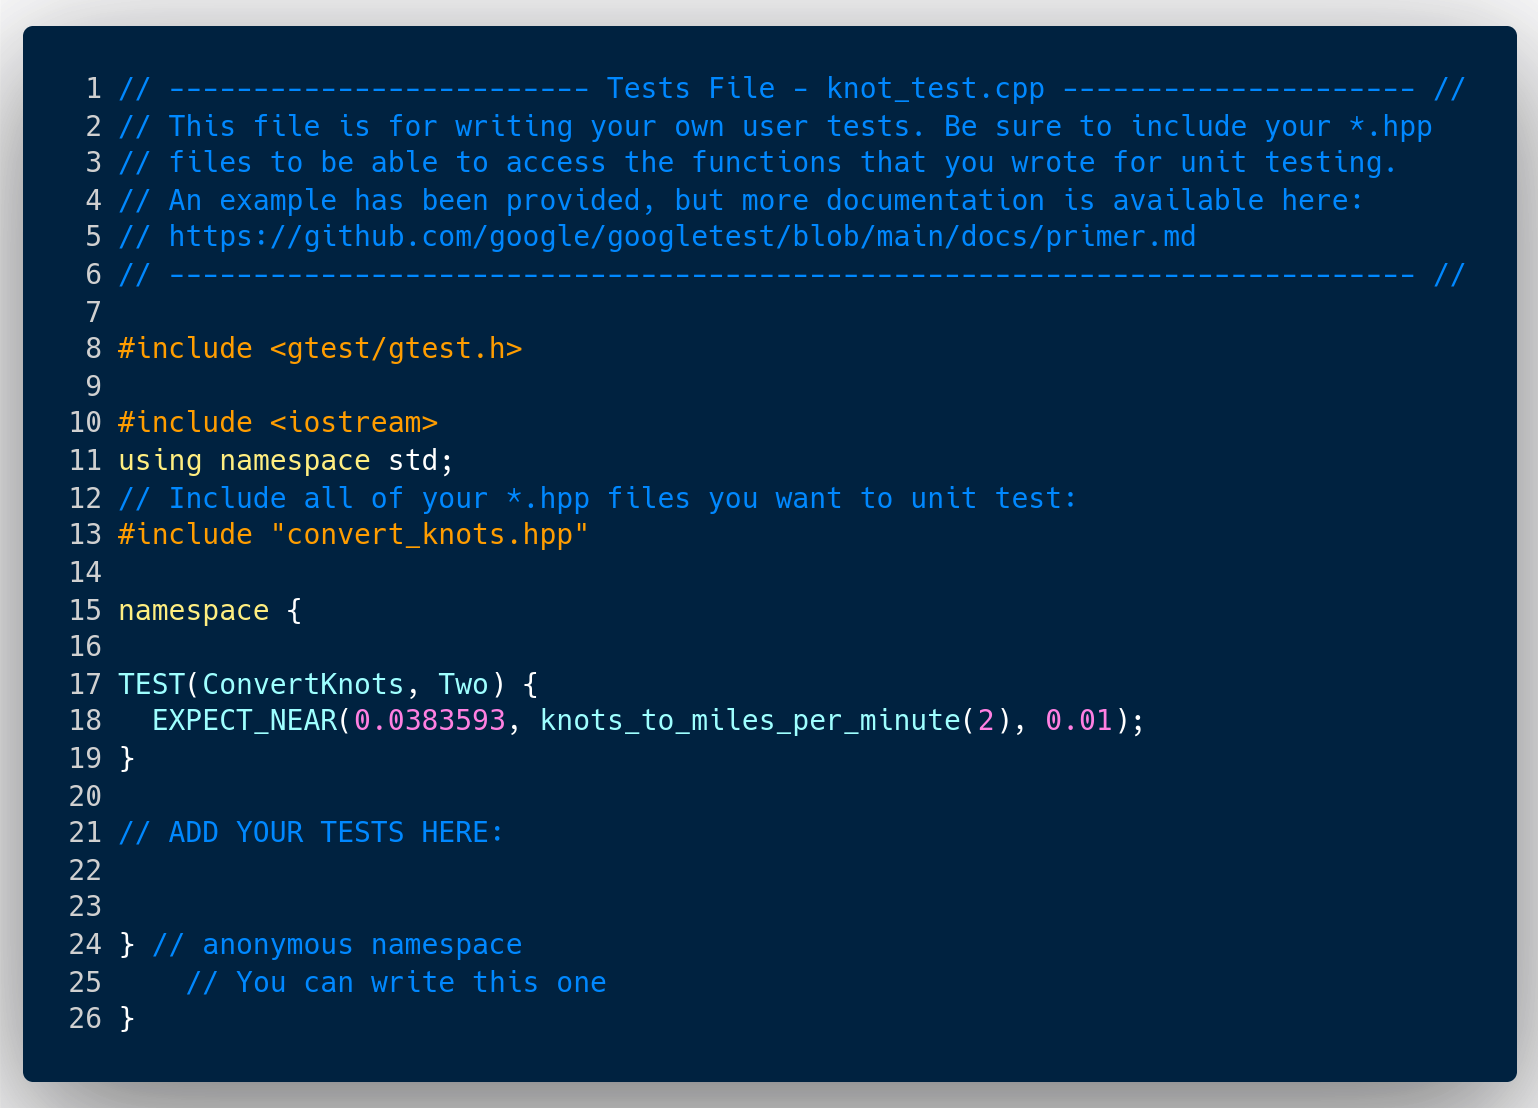 1 // ------------------------- Tests File - knot_test.cpp --------------------- //
2 // This file is for writing your own user tests. Be sure to include your *.hpp
3 // files to be able to access the functions that you wrote for unit testing.
4 // An example has been provided, but more documentation is available here:
5 // https://github.com/google/googletest/blob/main/docs/primer.md
6 // -------------------------------------------------------------------------- //
7
8 #include <gtest/gtest.h>
9
10 #include <iostream>
11 using namespace std;
12 // Include all of your *.hpp files you want to unit test:
13 #include "convert_knots.hpp"
14
15 namespace {
16
17 TEST(ConvertKnots, Two) {
18   EXPECT_NEAR(0.0383593, knots_to_miles_per_minute(2), 0.01);
19 }
20
21 // ADD YOUR TESTS HERE:
22
23
24 } // anonymous namespace
25     // You can write this one
26 }